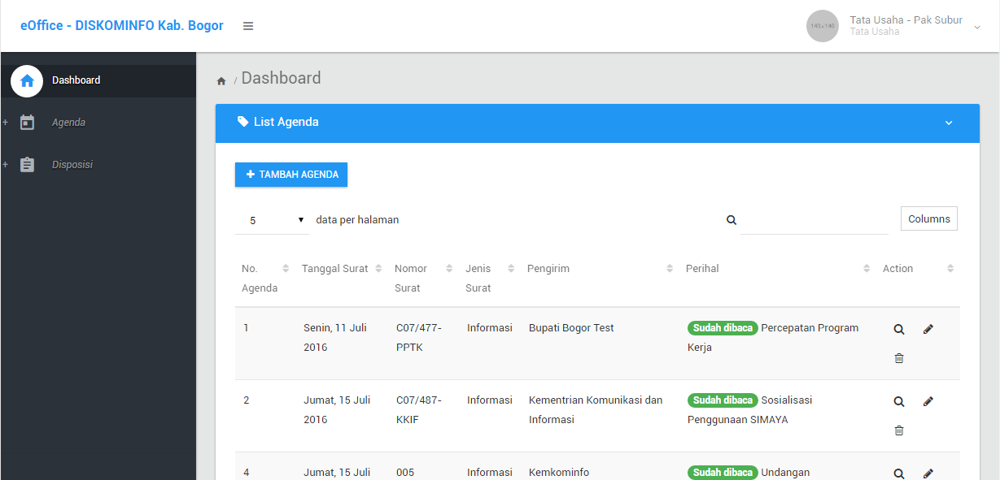 eOffice - DISKOMINFO Kab. Bogor
140 x 140
Tata Usaha - Pak Subur
Tata Usaha
Dashboard
+ Agenda
+ Disposisi
/ Dashboard
List Agenda
+ TAMBAH AGENDA
5 data per halaman
Columns
No. Agenda Tanggal Surat Nomor Surat Jenis Surat Pengirim Perihal Action
1 Senin, 11 Juli 2016 C07/477-PPTK Informasi Bupati Bogor Test Sudah dibaca Percepatan Program Kerja
2 Jumat, 15 Juli 2016 C07/487-KKIF Informasi Kementrian Komunikasi dan Informasi Sudah dibaca Sosialisasi Penggunaan SIMAYA
4 Jumat, 15 Juli 005 Informasi Kemkominfo Sudah dibaca Undangan